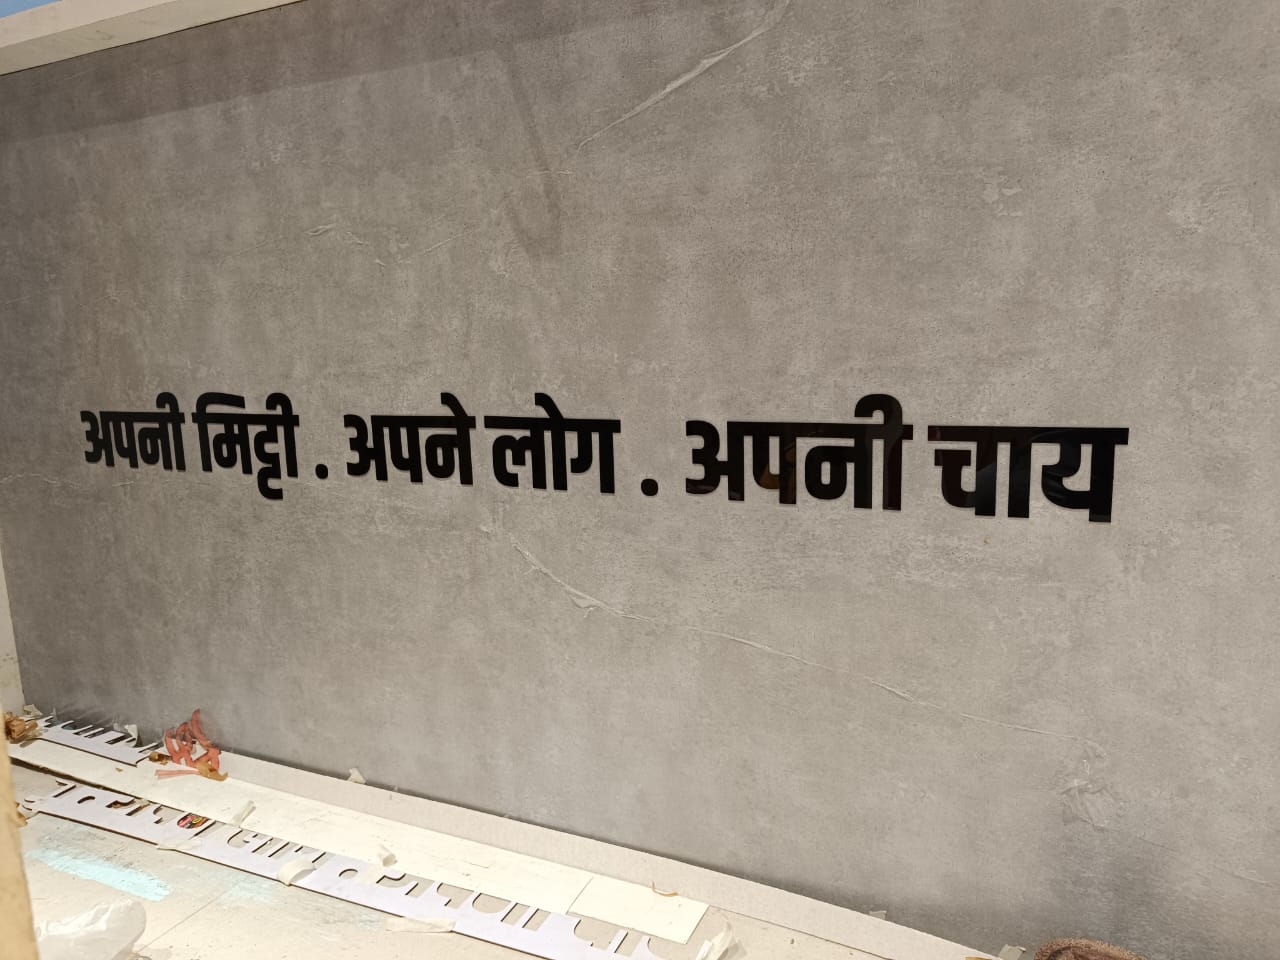 अपनी मिट्टी . अपने लोग . अपनी चाय